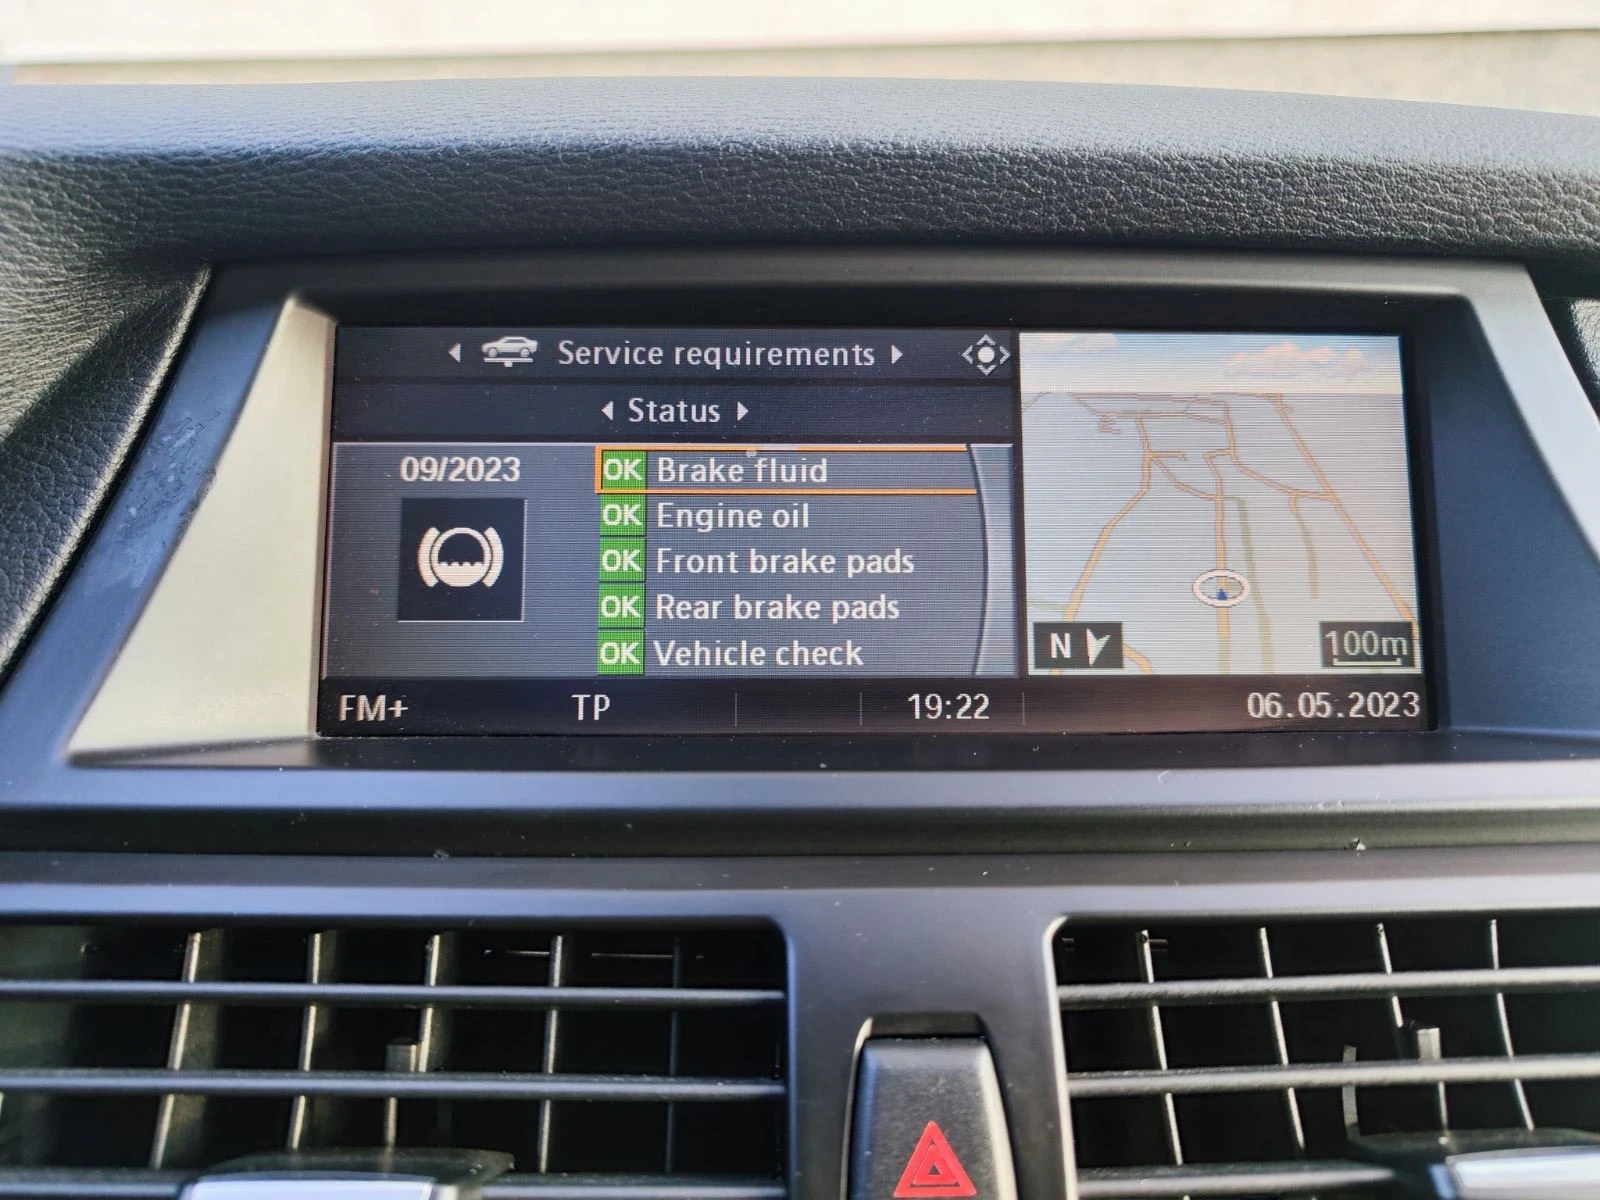 Service requirements
Status
09/2023
OK Brake fluid
OK Engine oil
OK Front brake pads
OK Rear brake pads
OK Vehicle check
N
100m
FM+ TP 19:22 06.05.2023